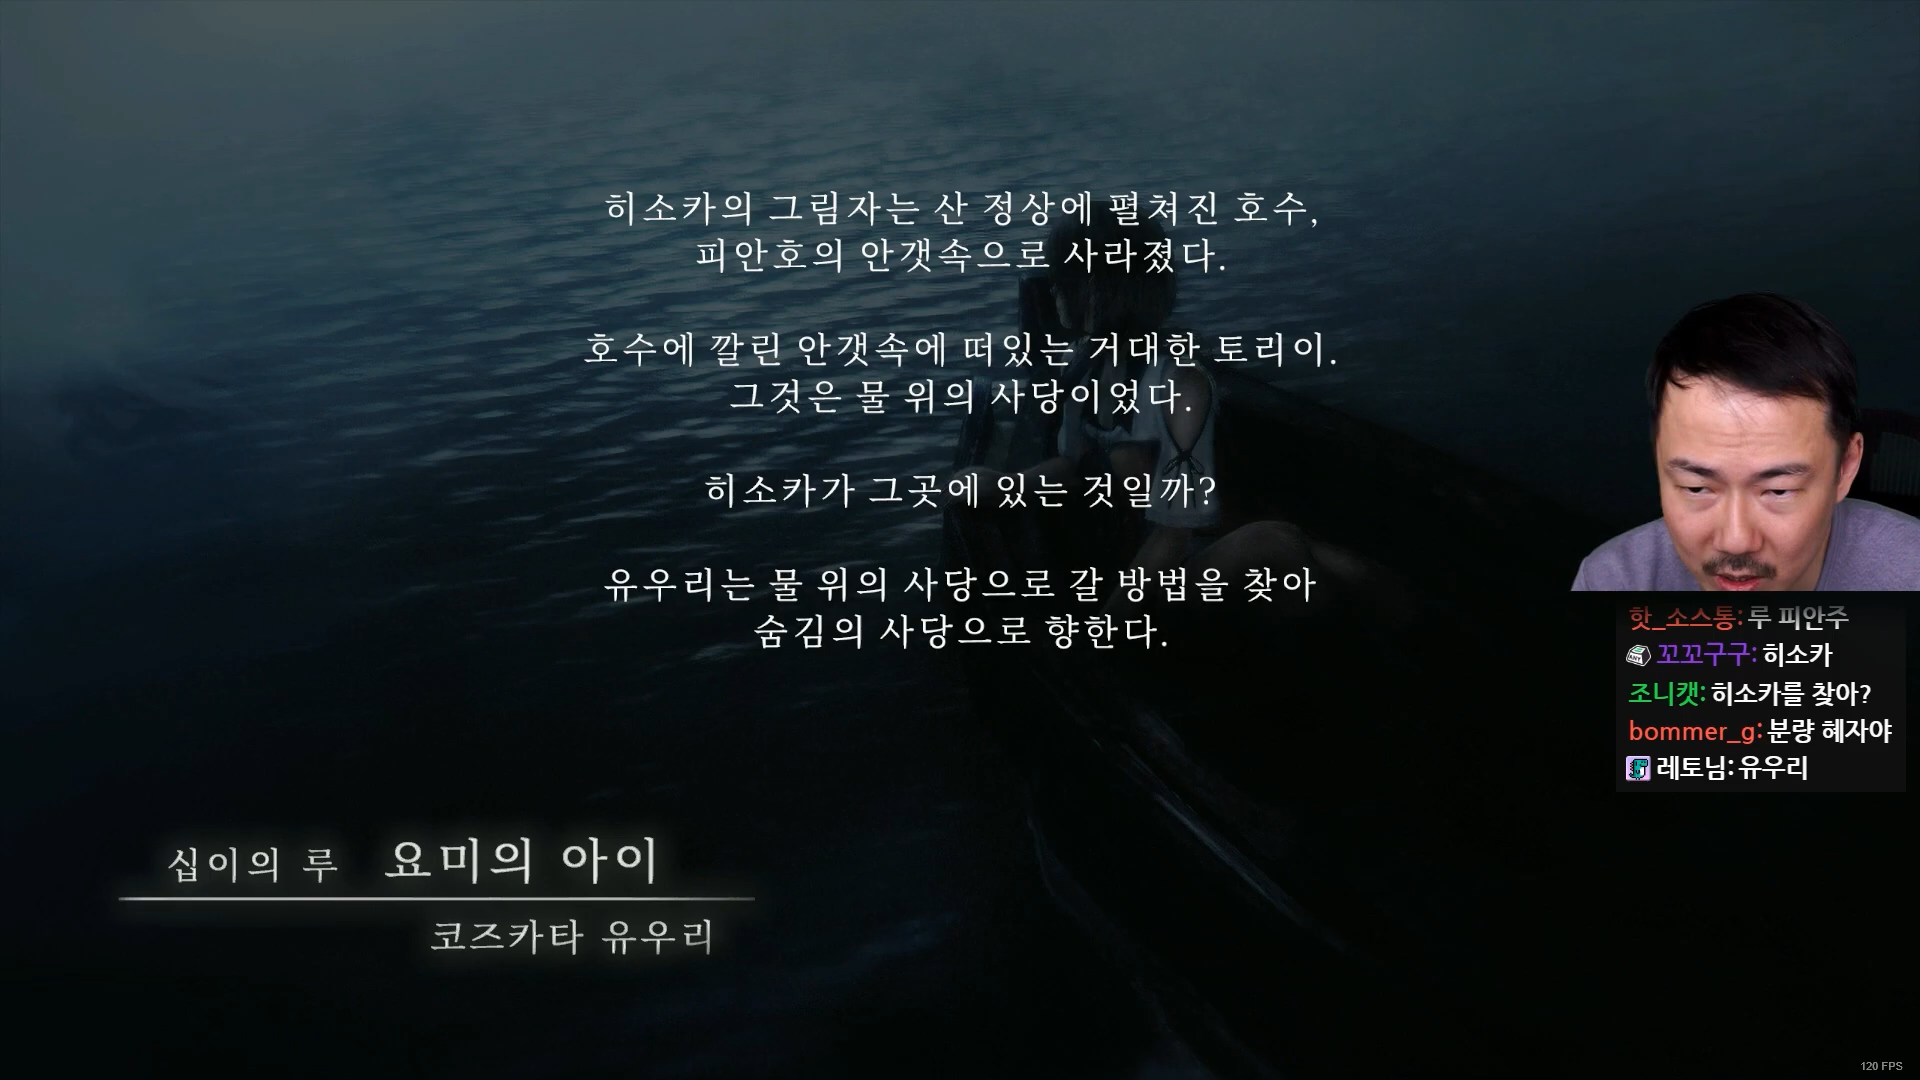 히소카의 그림자는 산 정상에 펼쳐진 호수,
피안호의 안갯속으로 사라졌다.
호수에 깔린 안갯속에 떠있는 거대한 토리이.
그것은 물 위의 사당이었다.
히소카가 그곳에 있는 것일까?
유우리는 물 위의 사당으로 갈 방법을 찾아
숨김의 사당으로 향한다.
핫_소스통: 루 피안주
꼬꼬구구: 히소카
조니캣: 히소카를 찾아?
bommer_g: 분량 혜자야
레토님: 유우리
십이의 루 요미의 아이
코즈카타 유우리
120 FPS